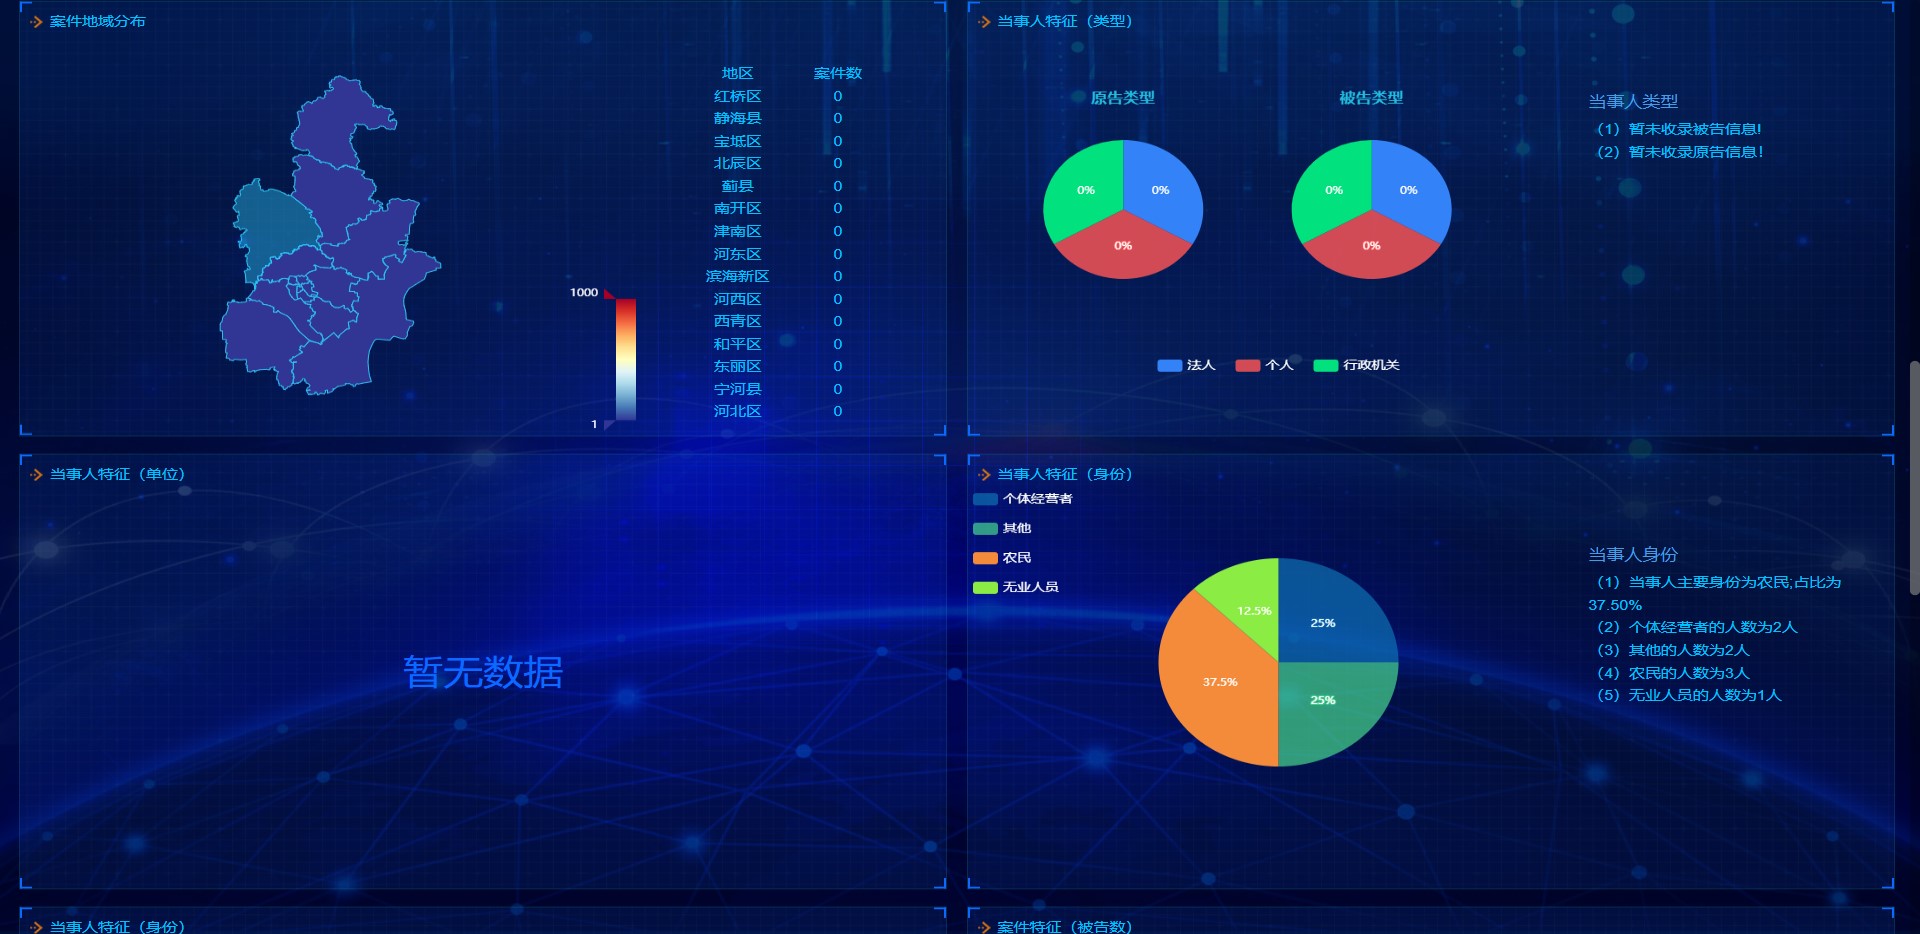 案件地域分布
地区 案件数
红桥区 0
静海县 0
宝坻区 0
北辰区 0
蓟县 0
南开区 0
津南区 0
河东区 0
滨海新区 0
河西区 0
西青区 0
和平区 0
东丽区 0
宁河县 0
河北区 0
1000
1
当事人特征（类型）
原告类型
被告类型
0%
0%
0%
0%
0%
0%
法人 个人 行政机关
当事人类型
（1）暂未收录被告信息!
（2）暂未收录原告信息!
当事人特征（单位）
暂无数据
当事人特征（身份）
个体经营者
其他
农民
无业人员
12.5%
25%
37.5%
25%
当事人身份
（1）当事人主要身份为农民;占比为
37.50%
（2）个体经营者的人数为2人
（3）其他的人数为2人
（4）农民的人数为3人
（5）无业人员的人数为1人
当事人特征（身份）
案件特征（被告数）